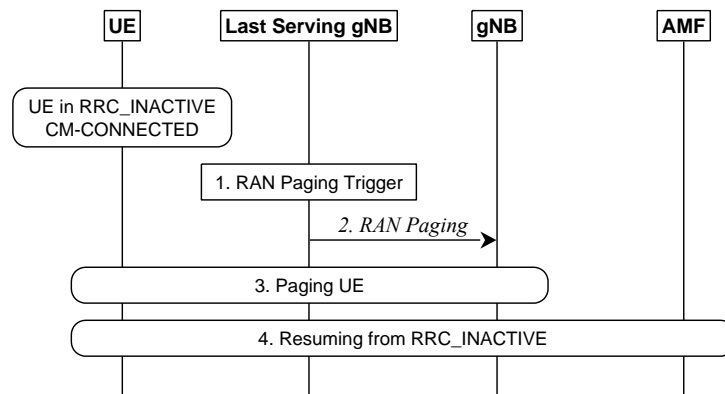 UE
Last Serving gNB
gNB
AMF
UE in RRC_INACTIVE
CM-CONNECTED
1. RAN Paging Trigger
2. RAN Paging
3. Paging UE
4. Resuming from RRC_INACTIVE